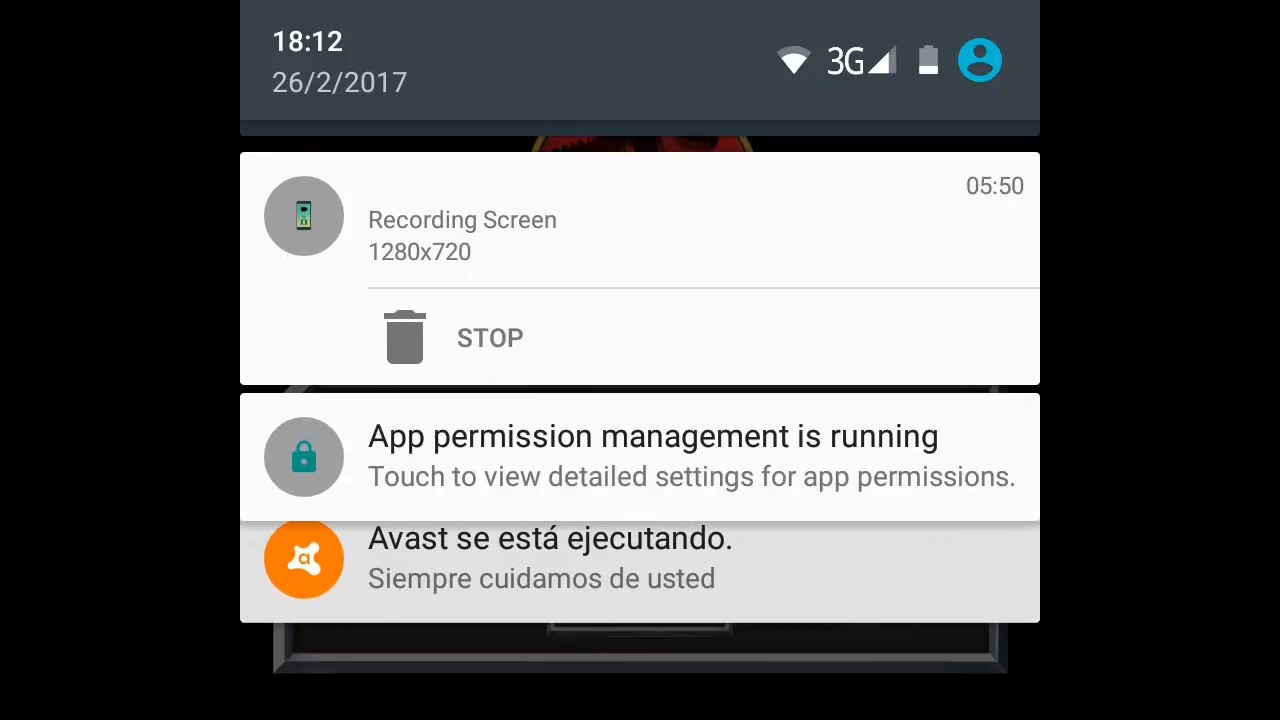 18:12
3G
26/2/2017
05:50
Recording Screen
1280x720
STOP
App permission management is running
Touch to view detailed settings for app permissions.
Avast se está ejecutando.
Siempre cuidamos de usted